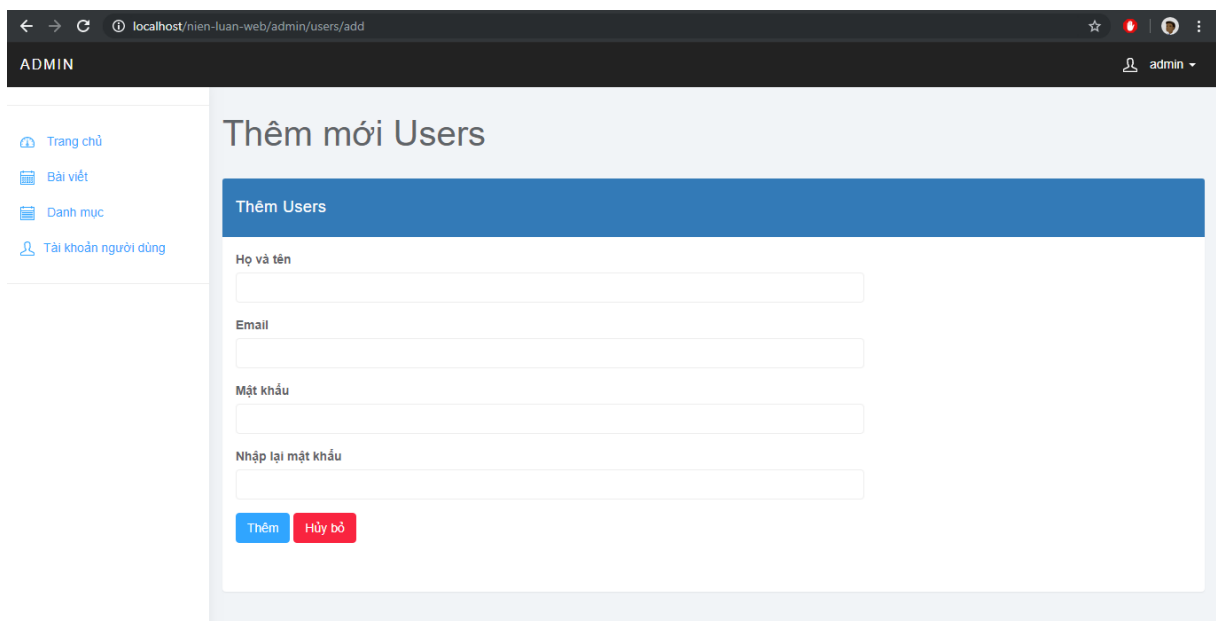 localhost/nien-luan-web/admin/users/add
ADMIN
admin
Trang chủ
Bài viết
Danh mục
Tài khoản người dùng
Thêm mới Users
Thêm Users
Họ và tên
Email
Mật khẩu
Nhập lại mật khẩu
Thêm Hủy bỏ